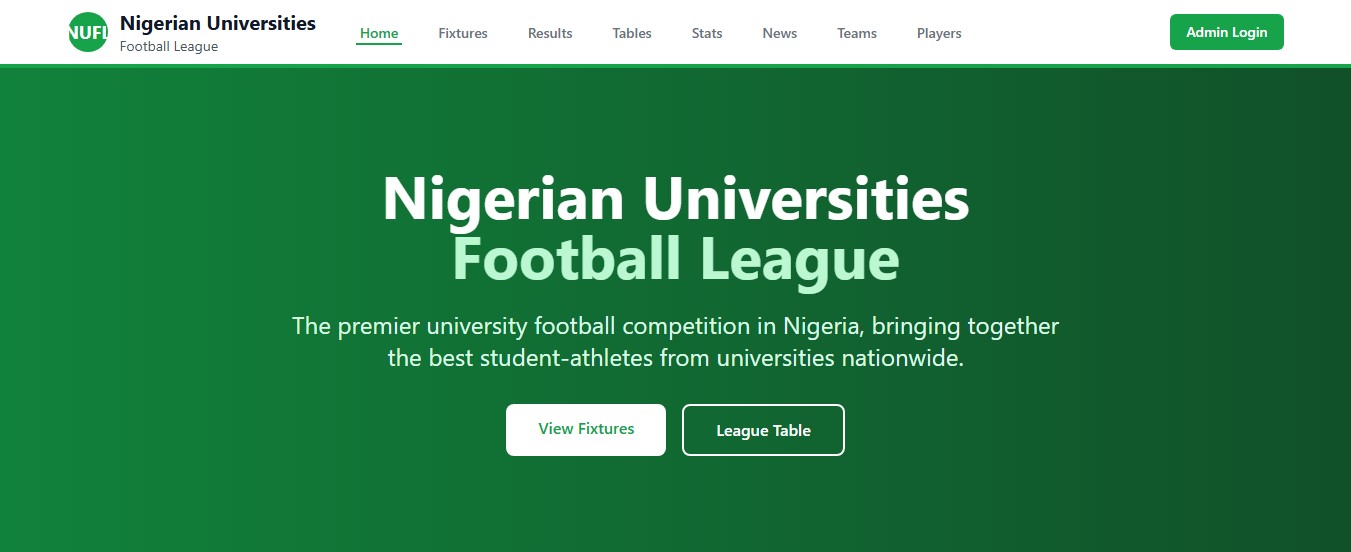 NUFL
Nigerian Universities
Football League
Home
Fixtures
Results
Tables
Stats
News
Teams
Players
Admin Login
Nigerian Universities
Football League
The premier university football competition in Nigeria, bringing together
the best student-athletes from universities nationwide.
View Fixtures
League Table